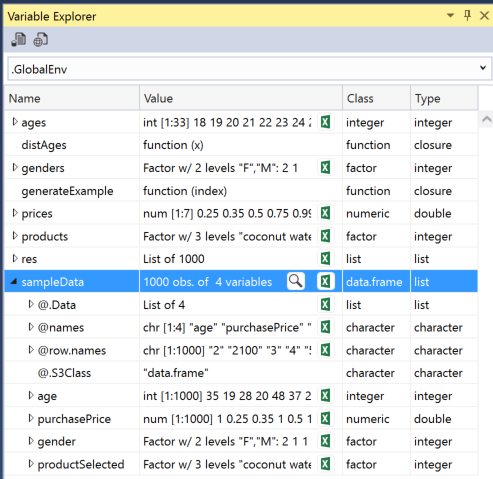 Variable Explorer
.GlobalEnv
Name Value Class Type
ages int [1:33] 18 19 20 21 22 23 24 integer integer
distAges function (x) function closure
genders Factor w/ 2 levels "F","M": 2 1 factor integer
generateExample function (index) function closure
prices num [1:7] 0.25 0.35 0.5 0.75 0.99 numeric double
products Factor w/ 3 levels "coconut wate factor integer
res List of 1000 list list
sampleData 1000 obs. of 4 variables data.frame list
@.Data List of 4 list list
@names chr [1:4] "age" "purchasePrice" " character character
@row.names chr [1:1000] "2" "2100" "3" "4" " character character
@.S3Class "data.frame" character character
age int [1:1000] 35 19 28 20 48 37 2 integer integer
purchasePrice num [1:1000] 1 0.25 0.35 1 0.5 1 numeric double
gender Factor w/ 2 levels "F","M": 2 1 1 factor integer
productSelected Factor w/ 3 levels "coconut wate factor integer